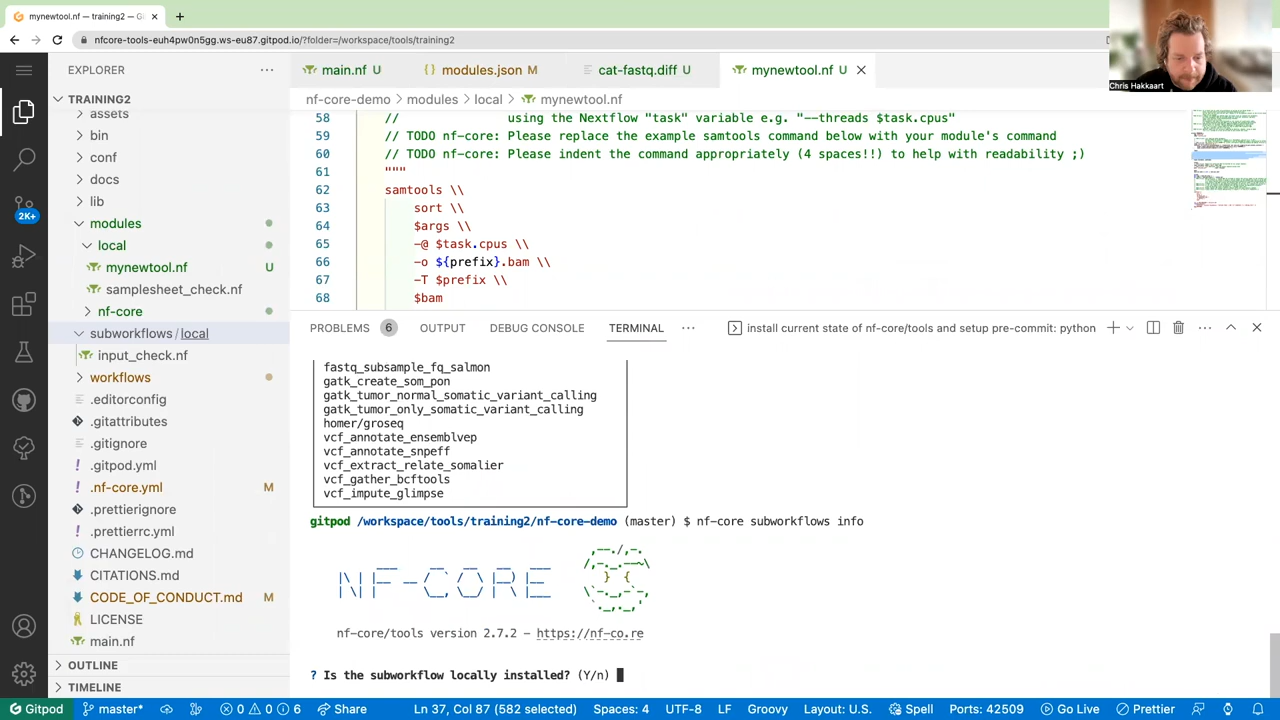 mynewtool.nf — training2 — Gi
nfcore-tools-euh4pw0n5gg.ws-eu87.gitpod.io/?folder=/workspace/tools/training2
Chris Hakkaart
EXPLORER
main.nf U
modules.json M
cat-fastq.diff U
mynewtool.nf U
TRAINING2
nf-core-demo > modules > local > mynewtool.nf
assets
bin
conf
docs
lib
modules
local
mynewtool.nf U
samplesheet_check.nf
nf-core
subworkflows / local
input_check.nf
workflows
.editorconfig
.gitattributes
.gitignore
.gitpod.yml
.nf-core.yml M
.prettierignore
.prettierrc.yml
CHANGELOG.md
CITATIONS.md
CODE_OF_CONDUCT.md M
LICENSE
main.nf
OUTLINE
TIMELINE
2K+
58 // using the Nextflow "task" variable e.g. "--threads $task.cpus"
59 // TODO nf-core: Please replace the example samtools command below with your module's command
60 // TODO nf-core: Please indent the command appropriately (4 spaces!!) to help with readability ;)
61 """
62 samtools \\
63 sort \\
64 $args \\
65 -@ $task.cpus \\
66 -o ${prefix}.bam \\
67 -T $prefix \\
68 $bam
PROBLEMS 6 OUTPUT DEBUG CONSOLE TERMINAL
install current state of nf-core/tools and setup pre-commit: python
fastq_subsample_fq_salmon
gatk_create_som_pon
gatk_tumor_normal_somatic_variant_calling
gatk_tumor_only_somatic_variant_calling
homer/groseq
vcf_annotate_ensemblvep
vcf_annotate_snpeff
vcf_extract_relate_somalier
vcf_gather_bcftools
vcf_impute_glimpse
gitpod /workspace/tools/training2/nf-core-demo (master) $ nf-core subworkflows info
NF-CORE
nf-core/tools version 2.7.2 - https://nf-co.re
? Is the subworkflow locally installed? (Y/n)
Gitpod master* 0 0 6 Share Ln 37, Col 87 (582 selected) Spaces: 4 UTF-8 LF Groovy Layout: U.S. Spell Ports: 42509 Go Live Prettier